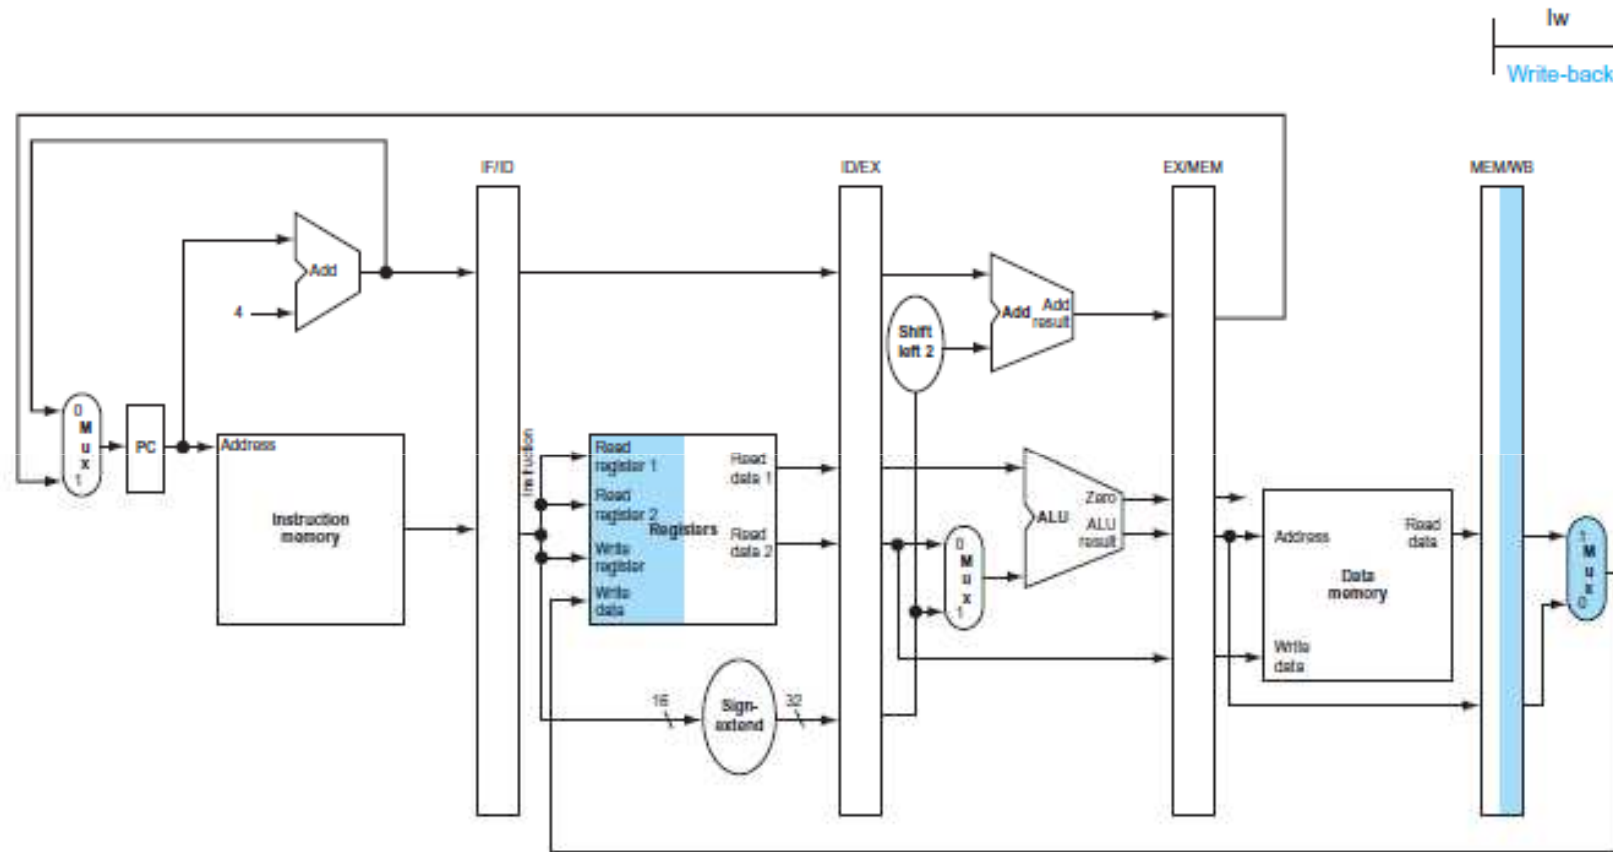 lw
Write-back
IF/ID
ID/EX
EX/MEM
MEM/WB
Add
4
Shift
left 2
Add
Add
result
0
M
u
x
1
PC
Address
Instruction
memory
Instruction
Read
register 1
Read
register 2
Write
register
Write
data
Registers
Read
data 1
Read
data 2
16
Sign-
extend
32
0
M
u
x
1
Zero
ALU
ALU
result
Address
Read
data
Data
memory
Write
data
1
M
u
x
0